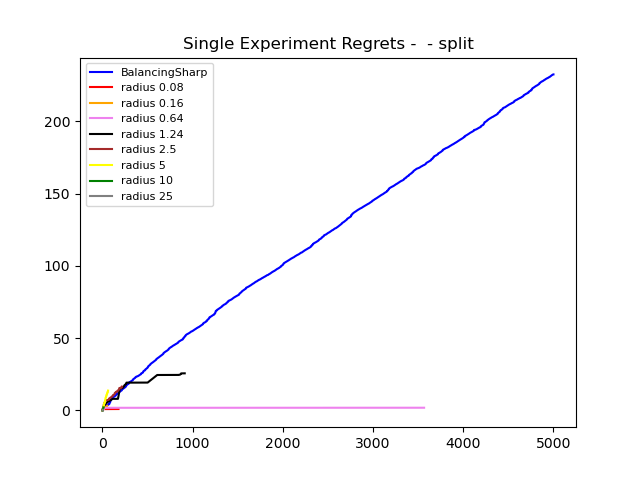 Single Experiment Regrets -  - split
BalancingSharp
radius 0.08
radius 0.16
radius 0.64
radius 1.24
radius 2.5
radius 5
radius 10
radius 25
200
150
100
50
0
0 1000 2000 3000 4000 5000